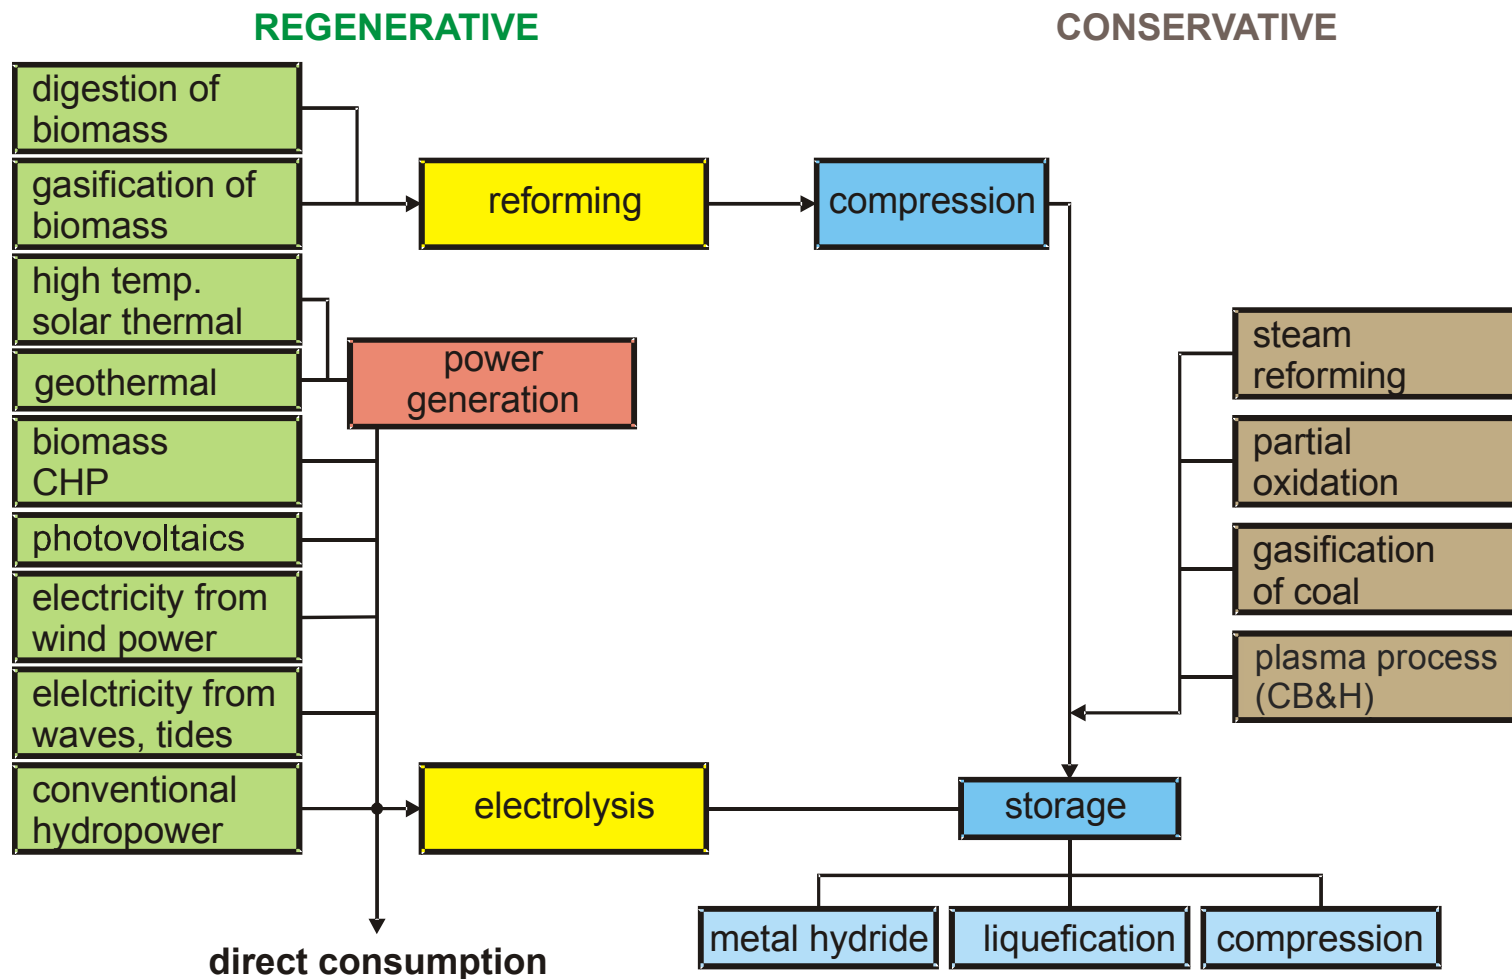 REGENERATIVE
CONSERVATIVE
digestion of
biomass
gasification of
biomass
reforming
compression
high temp.
solar thermal
geothermal
power
generation
biomass
CHP
photovoltaics
electricity from
wind power
elelctricity from
waves, tides
conventional
hydropower
electrolysis
storage
steam
reforming
partial
oxidation
gasification
of coal
plasma process
(CB&H)
metal hydride
liquefication
compression
direct consumption